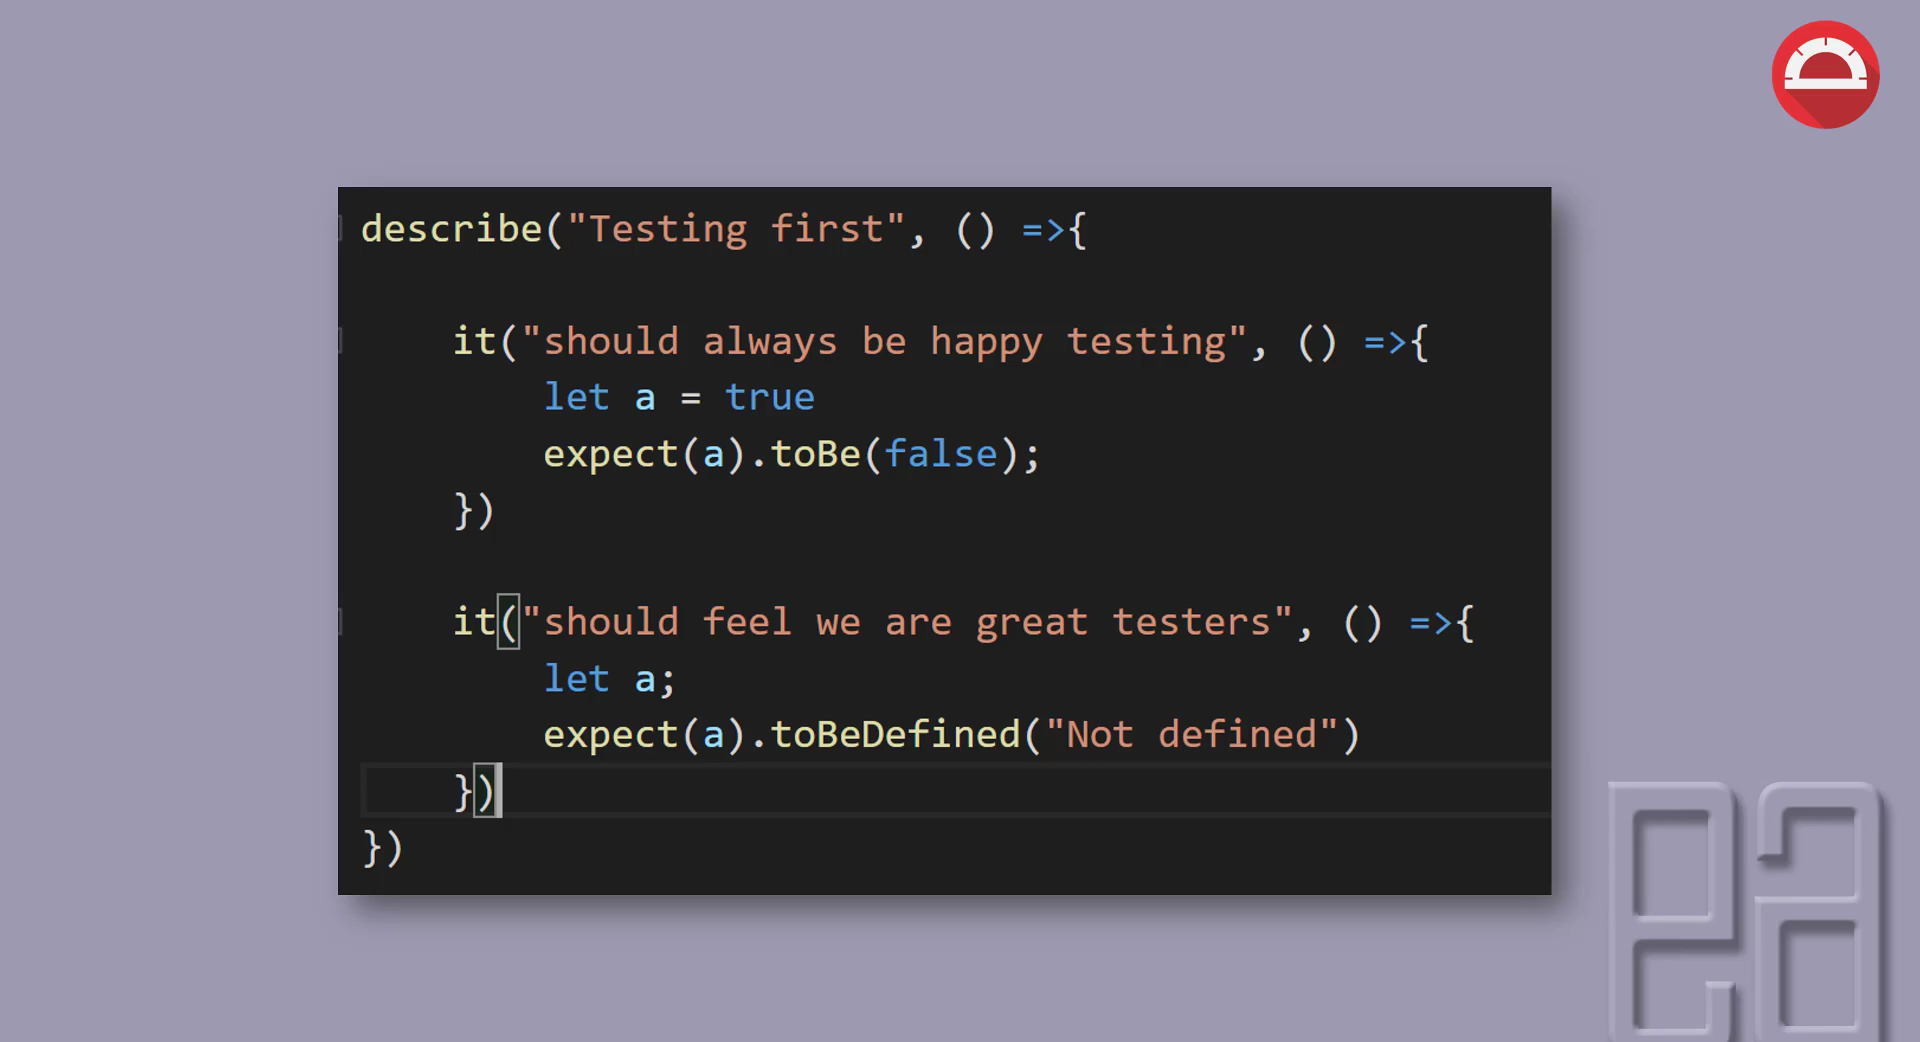 describe("Testing first", () =>{
it("should always be happy testing", () =>{
let a = true
expect(a).toBe(false);
})
it("should feel we are great testers", () =>{
let a;
expect(a).toBeDefined("Not defined")
})
})